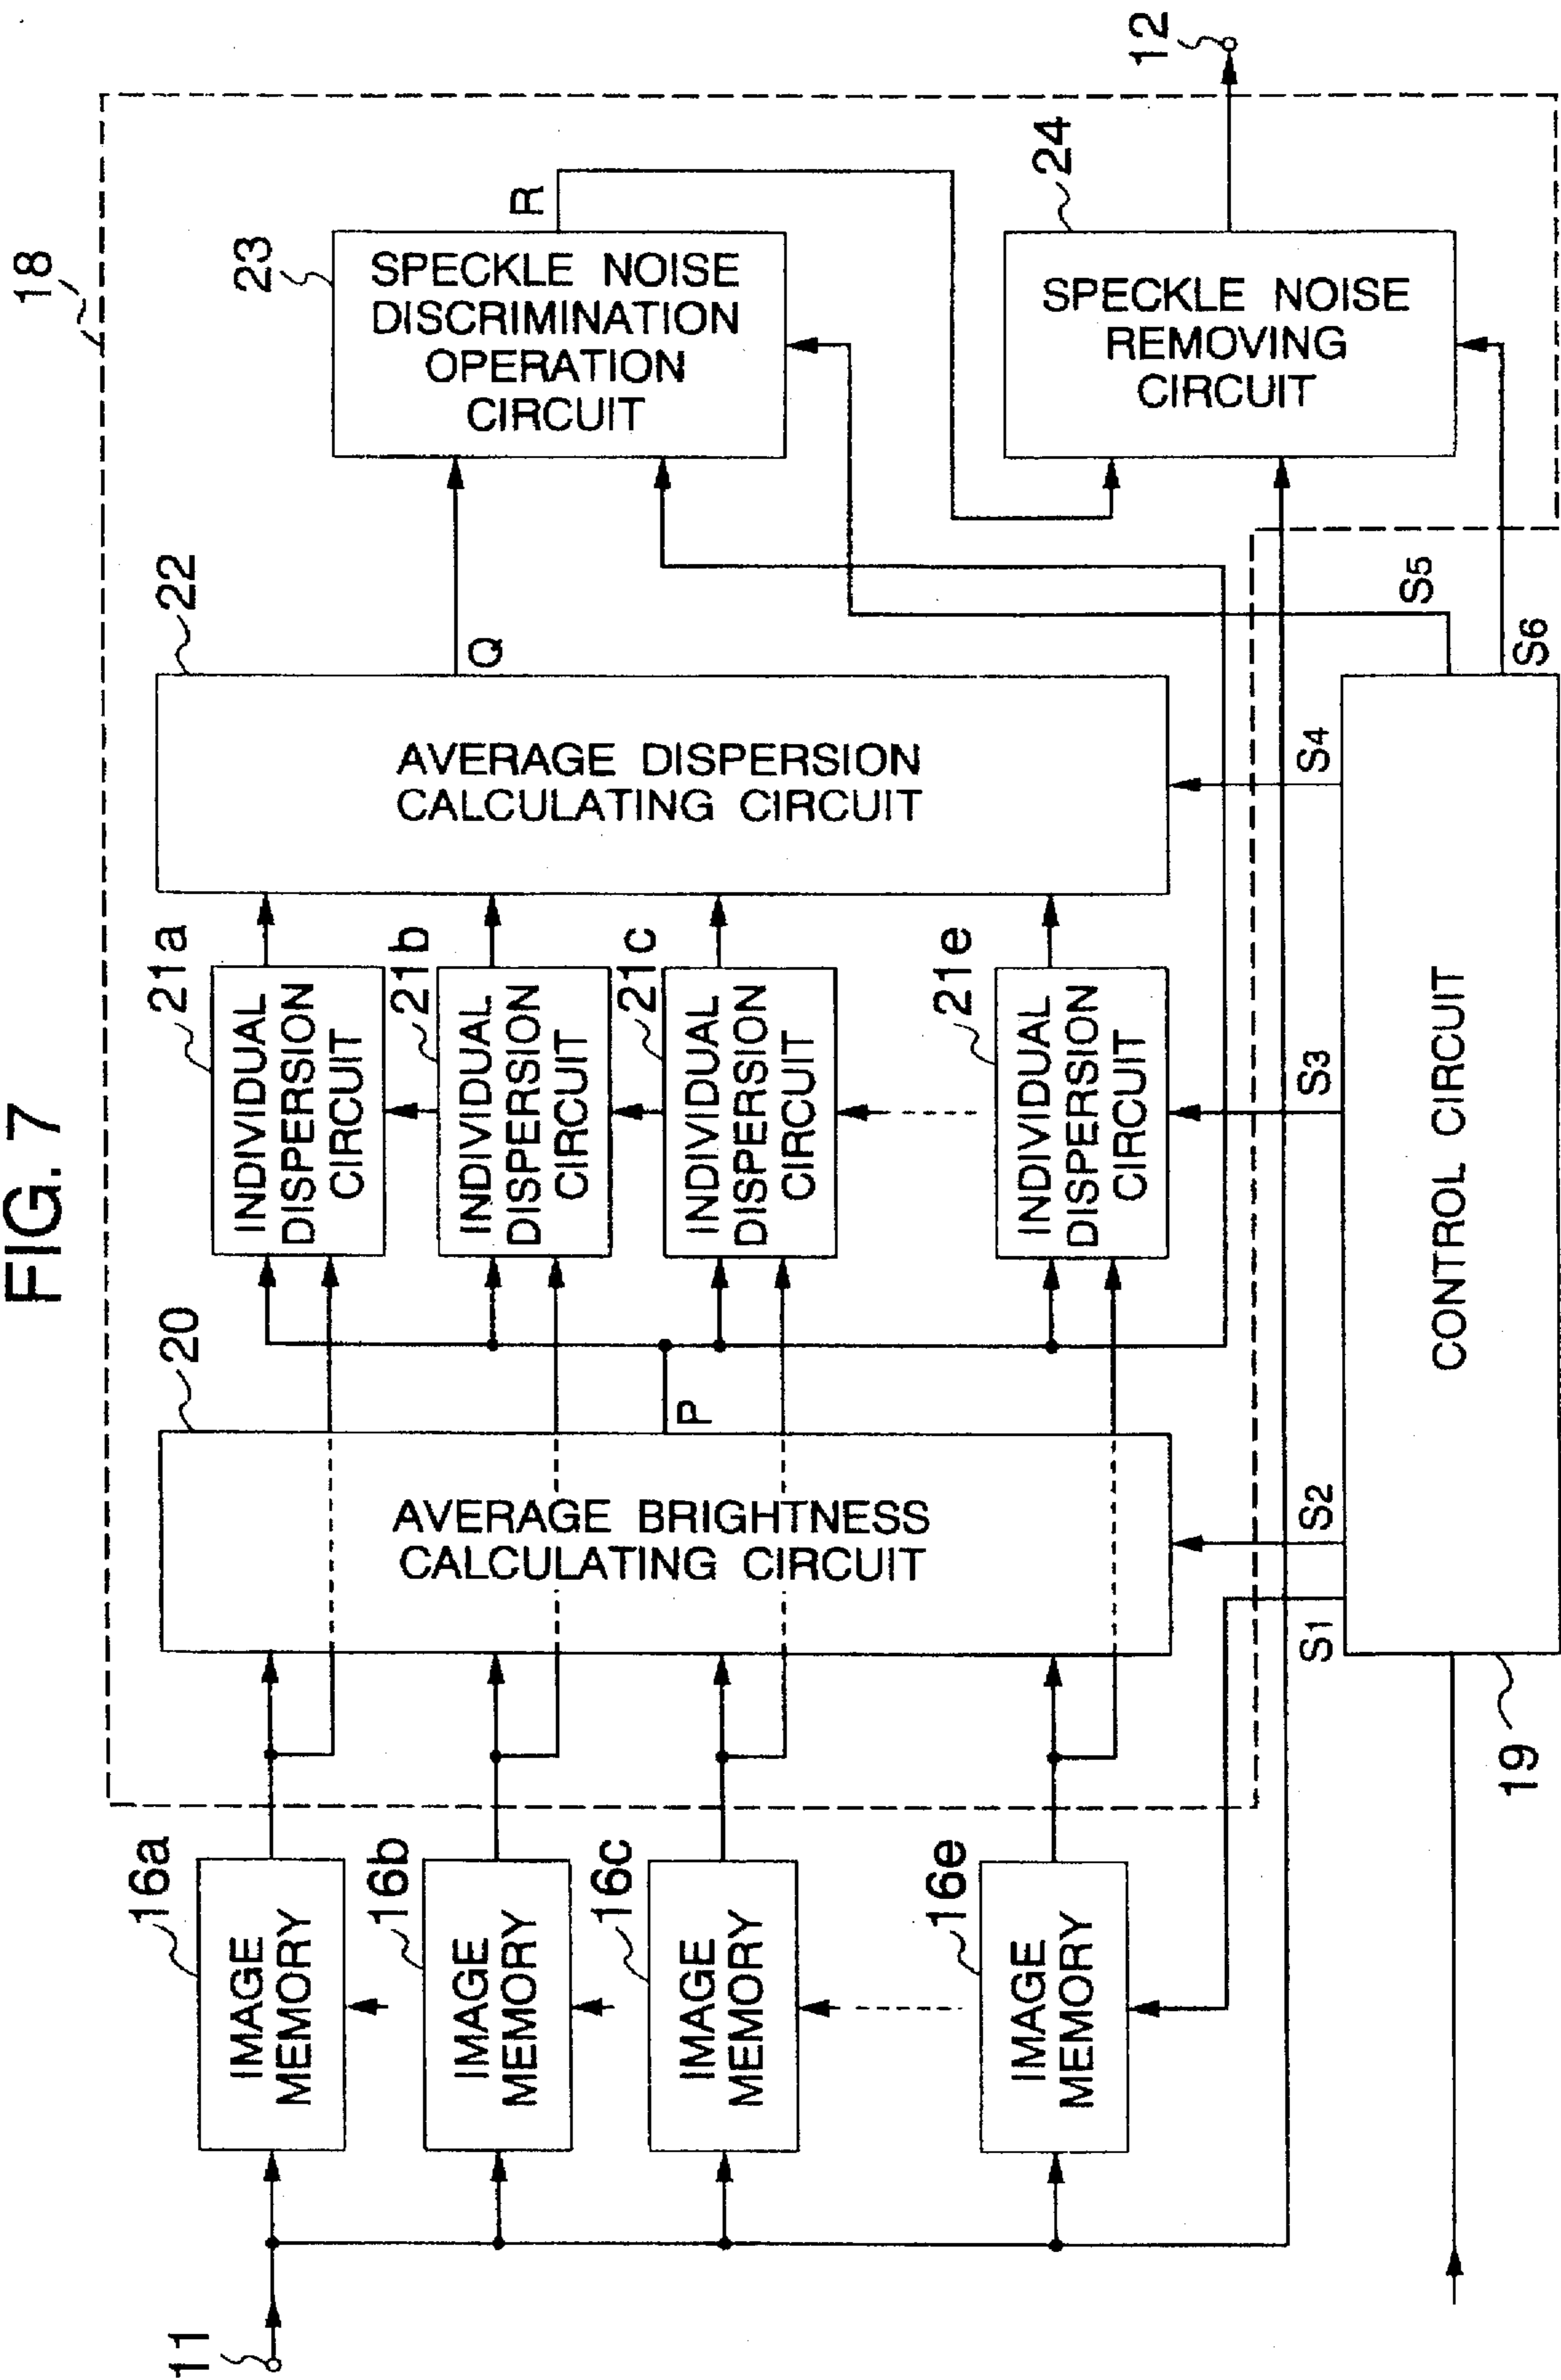 FIG. 7
18
11
16a
IMAGE
MEMORY
16b
IMAGE
MEMORY
16c
IMAGE
MEMORY
16e
IMAGE
MEMORY
20
AVERAGE BRIGHTNESS
CALCULATING CIRCUIT
P
21a
INDIVIDUAL
DISPERSION
CIRCUIT
21b
INDIVIDUAL
DISPERSION
CIRCUIT
21c
INDIVIDUAL
DISPERSION
CIRCUIT
21e
INDIVIDUAL
DISPERSION
CIRCUIT
22
AVERAGE DISPERSION
CALCULATING CIRCUIT
Q
23
SPECKLE NOISE
DISCRIMINATION
OPERATION
CIRCUIT
R
24
SPECKLE NOISE
REMOVING
CIRCUIT
12
S1
S2
S3
S4
S5
S6
CONTROL CIRCUIT
19